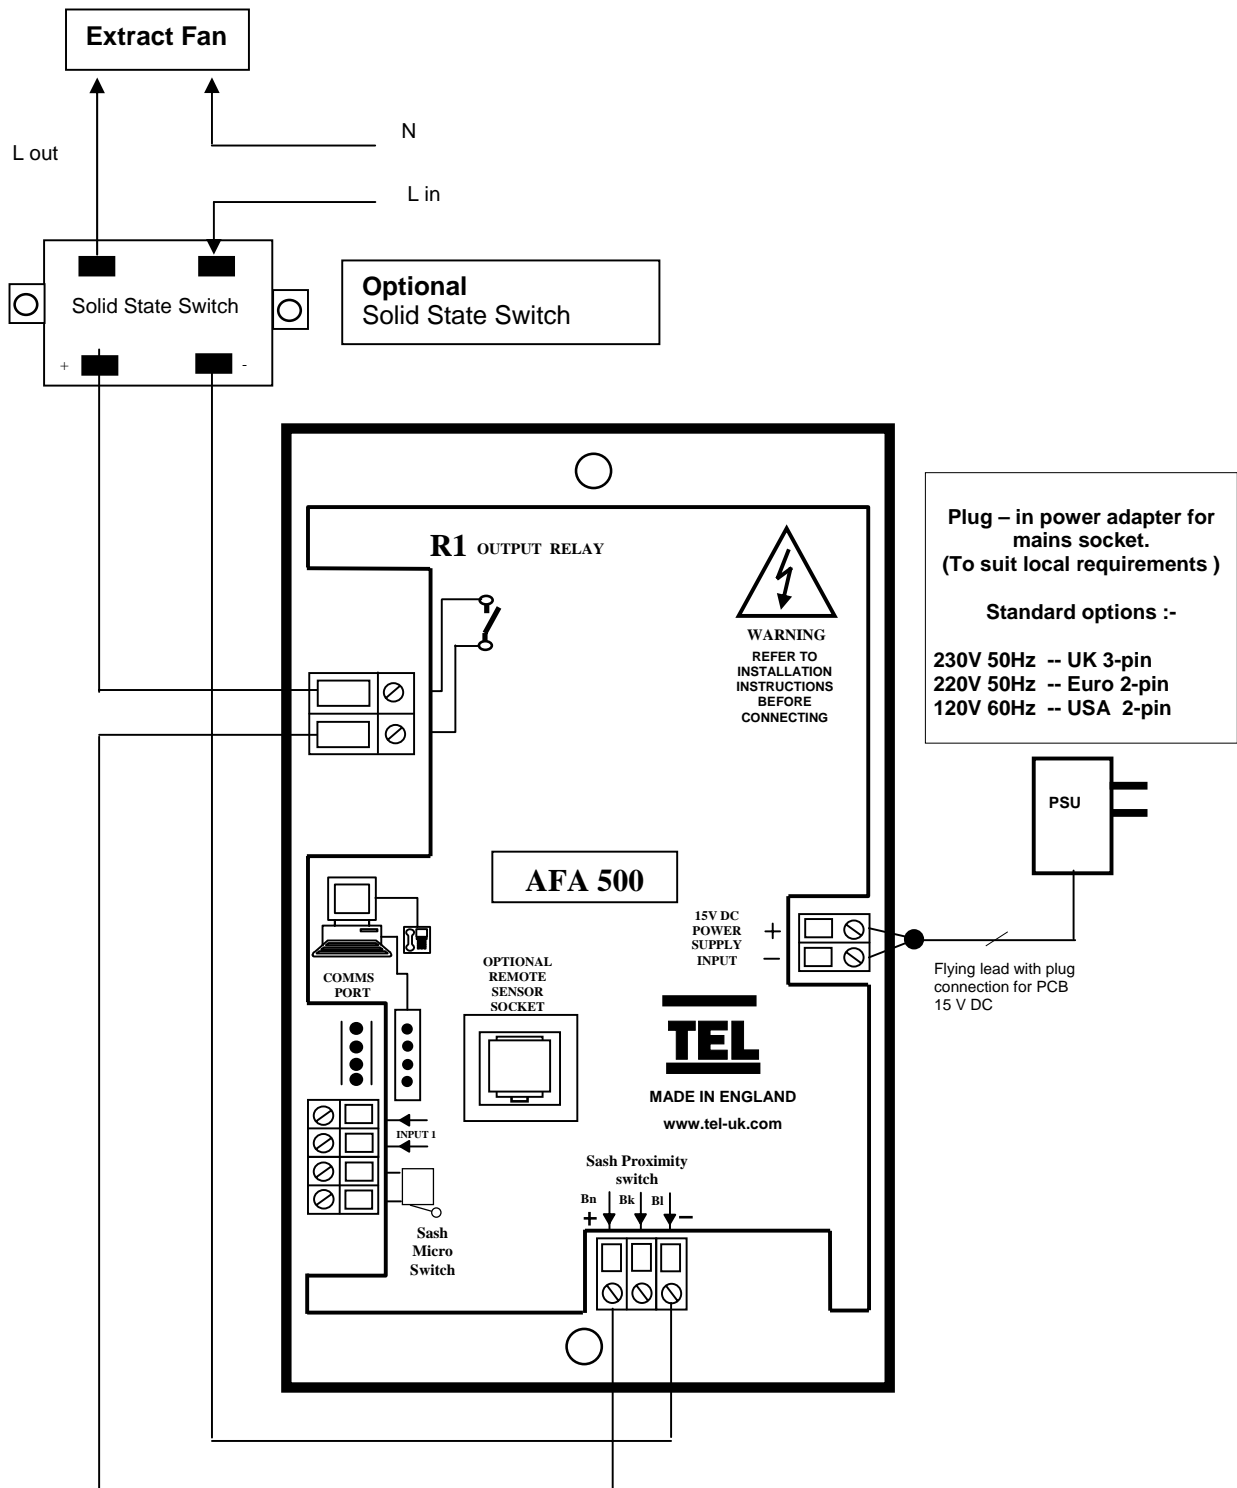 Extract Fan
N
L out
L in
Optional
Solid State Switch
Solid State Switch
+ -
R1 OUTPUT RELAY
WARNING
REFER TO
INSTALLATION
INSTRUCTIONS
BEFORE
CONNECTING
Plug – in power adapter for
mains socket.
(To suit local requirements )
Standard options :-
230V 50Hz -- UK 3-pin
220V 50Hz -- Euro 2-pin
120V 60Hz -- USA 2-pin
PSU
AFA 500
15V DC
POWER
SUPPLY
INPUT
+
−
Flying lead with plug
connection for PCB
15 V DC
COMMS
PORT
OPTIONAL
REMOTE
SENSOR
SOCKET
TEL
MADE IN ENGLAND
www.tel-uk.com
INPUT 1
Sash
Micro
Switch
Sash Proximity
switch
Bn Bk Bl
+ −